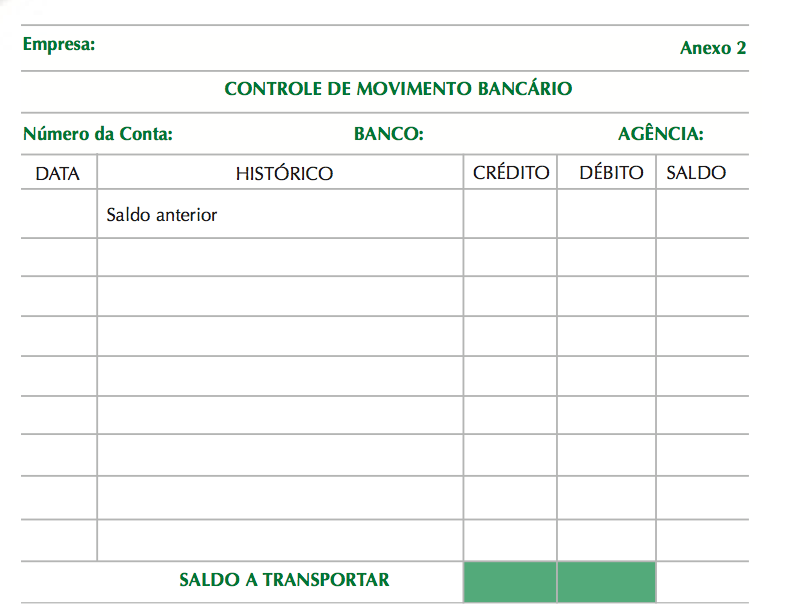 Empresa:
Anexo 2
CONTROLE DE MOVIMENTO BANCÁRIO
Número da Conta: BANCO: AGÊNCIA:
DATA HISTÓRICO CRÉDITO DÉBITO SALDO
Saldo anterior
SALDO A TRANSPORTAR